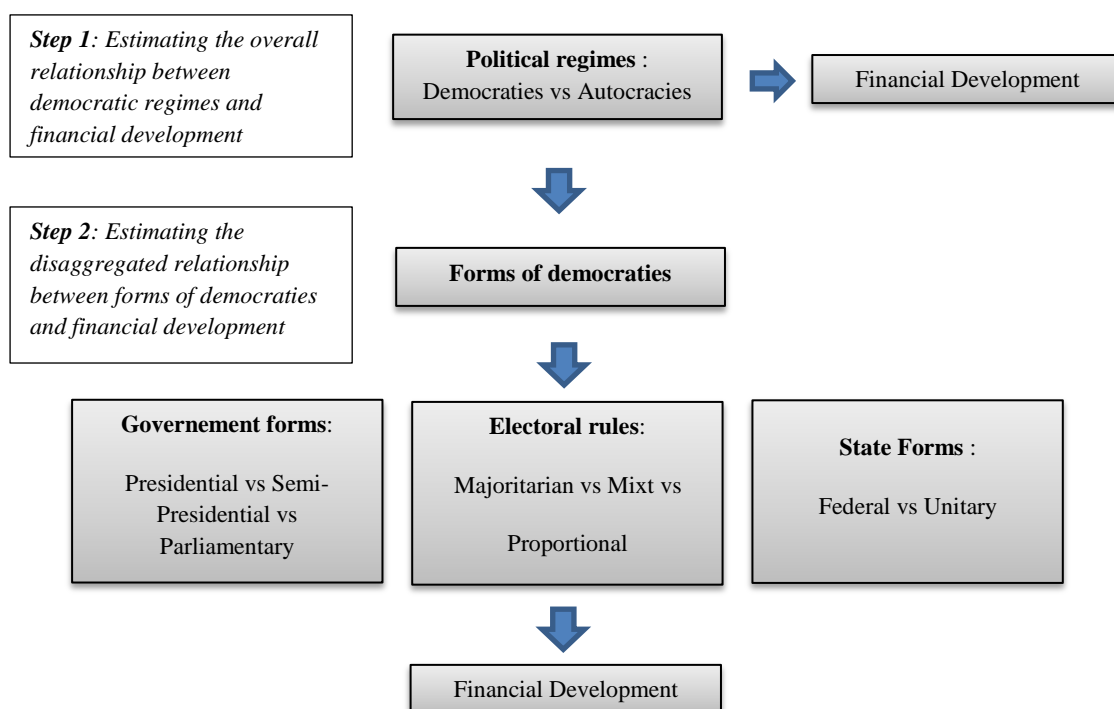 Step 1: Estimating the overall
relationship between
democratic regimes and
financial development
Political regimes :
Democraties vs Autocracies
Financial Development
Step 2: Estimating the
disaggregated relationship
between forms of democraties
and financial development
Forms of democraties
Governement forms:
Presidential vs Semi-
Presidential vs
Parliamentary
Electoral rules:
Majoritarian vs Mixt vs
Proportional
State Forms :
Federal vs Unitary
Financial Development